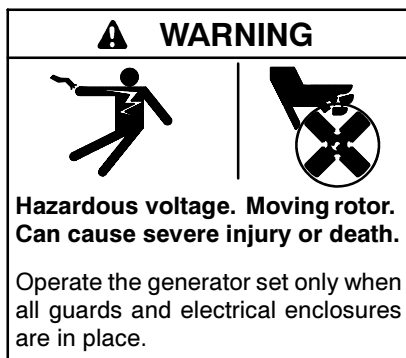 WARNING
Hazardous voltage. Moving rotor.
Can cause severe injury or death.
Operate the generator set only when
all guards and electrical enclosures
are in place.